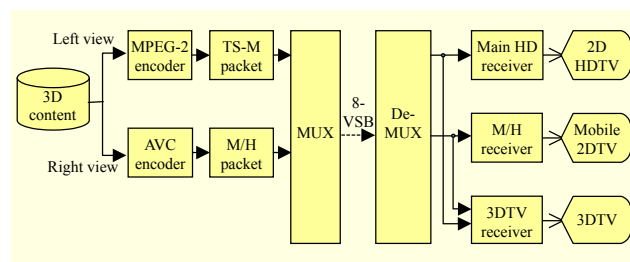 Left view
MPEG-2
encoder
TS-M
packet
3D
content
Right view
AVC
encoder
M/H
packet
MUX
8-
VSB
De-
MUX
Main HD
receiver
2D
HDTV
M/H
receiver
Mobile
2DTV
3DTV
receiver
3DTV